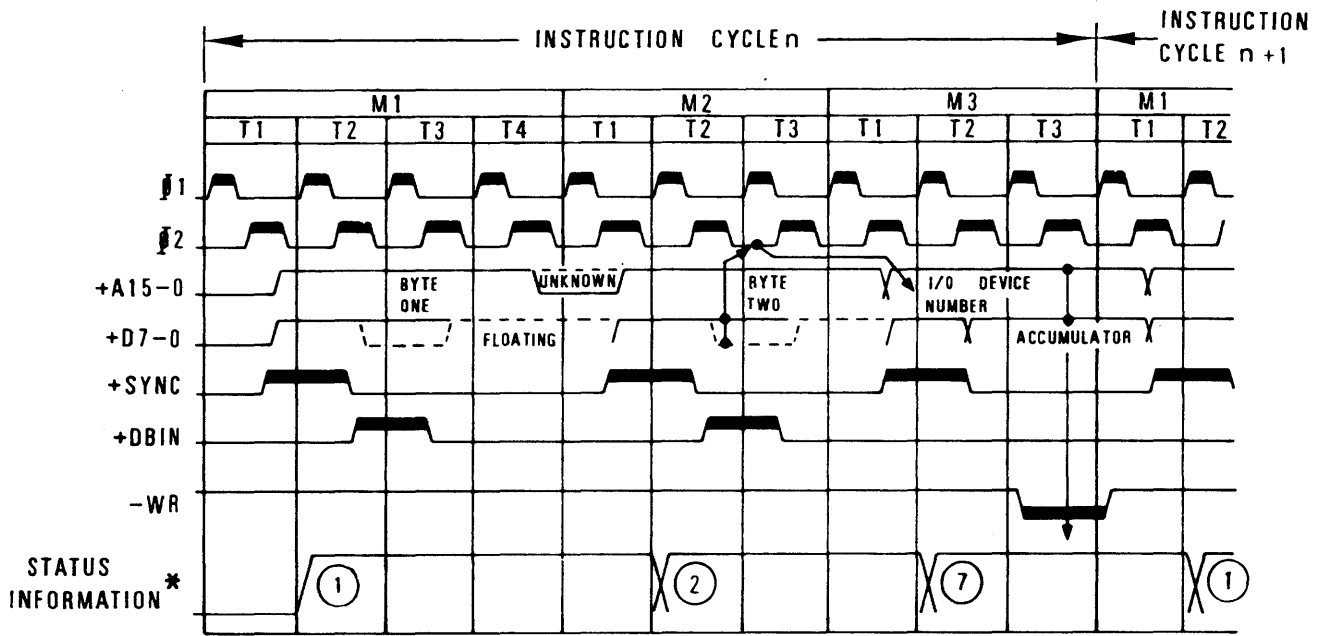 INSTRUCTION CYCLE n
INSTRUCTION
CYCLE n +1
M1 M2 M3 M1
T1 T2 T3 T4 T1 T2 T3 T1 T2 T3 T1 T2
ϕ1
ϕ2
+A15-0
BYTE
ONE
UNKNOWN
BYTE
TWO
I/O DEVICE
NUMBER
+D7-0
FLOATING
ACCUMULATOR
+SYNC
+DBIN
-WR
STATUS
INFORMATION *
1 2 7 1